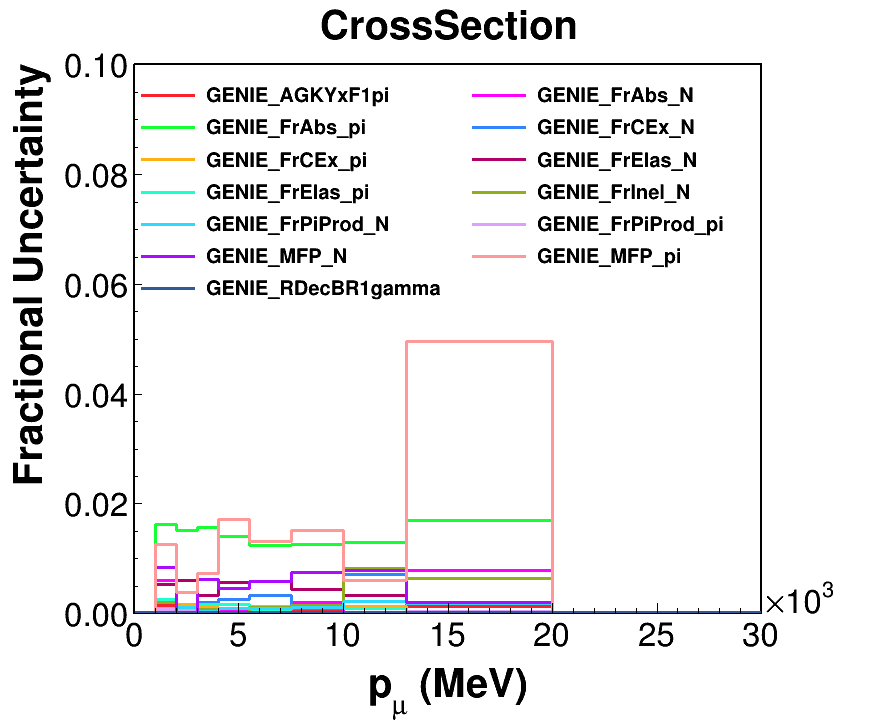 CrossSection
Fractional Uncertainty
0.10
0.08
0.06
0.04
0.02
0.00
GENIE_AGKYxF1pi
GENIE_FrAbs_pi
GENIE_FrCEx_pi
GENIE_FrElas_pi
GENIE_FrPiProd_N
GENIE_MFP_N
GENIE_RDecBR1gamma
GENIE_FrAbs_N
GENIE_FrCEx_N
GENIE_FrElas_N
GENIE_FrInel_N
GENIE_FrPiProd_pi
GENIE_MFP_pi
0 5 10 15 20 25 30
×10³
p_μ (MeV)